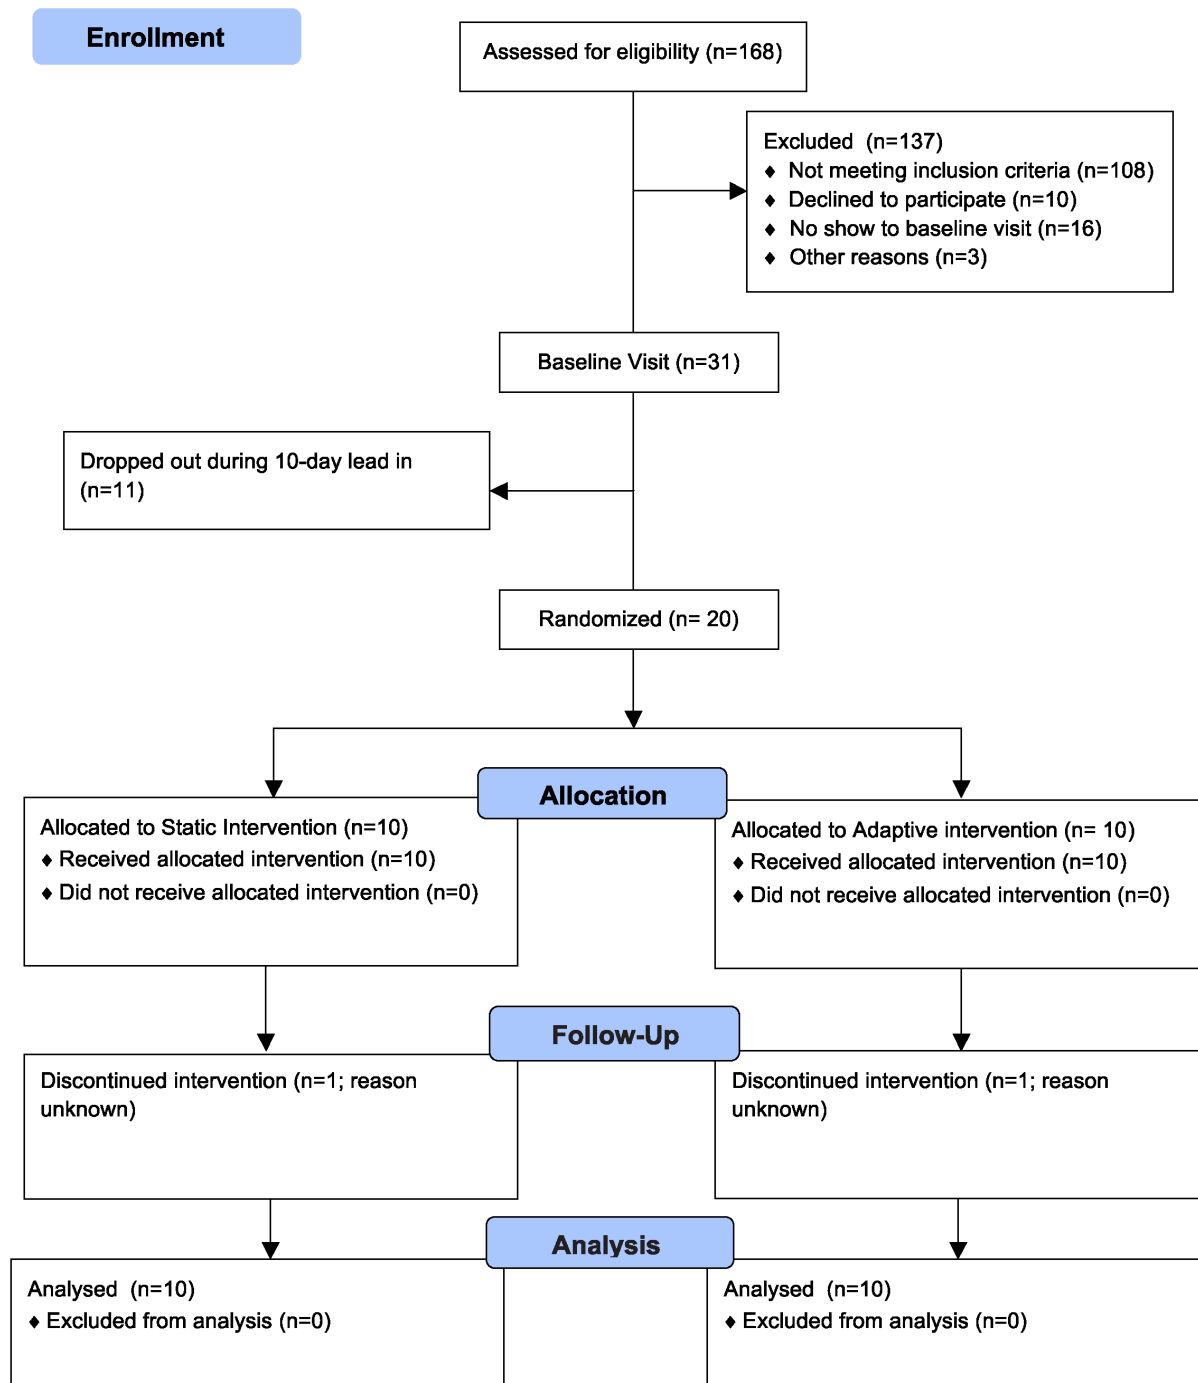 Enrollment
Assessed for eligibility (n=168)
Excluded  (n=137)
♦ Not meeting inclusion criteria (n=108)
♦ Declined to participate (n=10)
♦ No show to baseline visit (n=16)
♦ Other reasons (n=3)
Baseline Visit (n=31)
Dropped out during 10-day lead in
(n=11)
Randomized (n= 20)
Allocation
Allocated to Static Intervention (n=10)
♦ Received allocated intervention (n=10)
♦ Did not receive allocated intervention (n=0)
Allocated to Adaptive intervention (n= 10)
♦ Received allocated intervention (n=10)
♦ Did not receive allocated intervention (n=0)
Follow-Up
Discontinued intervention (n=1; reason
unknown)
Discontinued intervention (n=1; reason
unknown)
Analysis
Analysed  (n=10)
♦ Excluded from analysis (n=0)
Analysed  (n=10)
♦ Excluded from analysis (n=0)